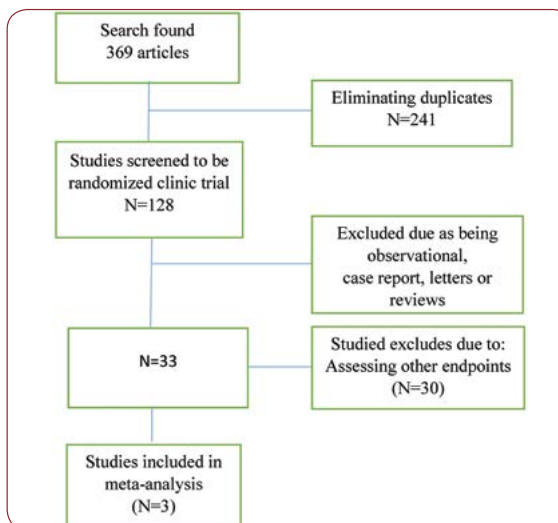 Search found
369 articles
Eliminating duplicates
N=241
Studies screened to be
randomized clinic trial
N=128
Excluded due as being
observational,
case report, letters or
reviews
N=33
Studied excludes due to:
Assessing other endpoints
(N=30)
Studies included in
meta-analysis
(N=3)